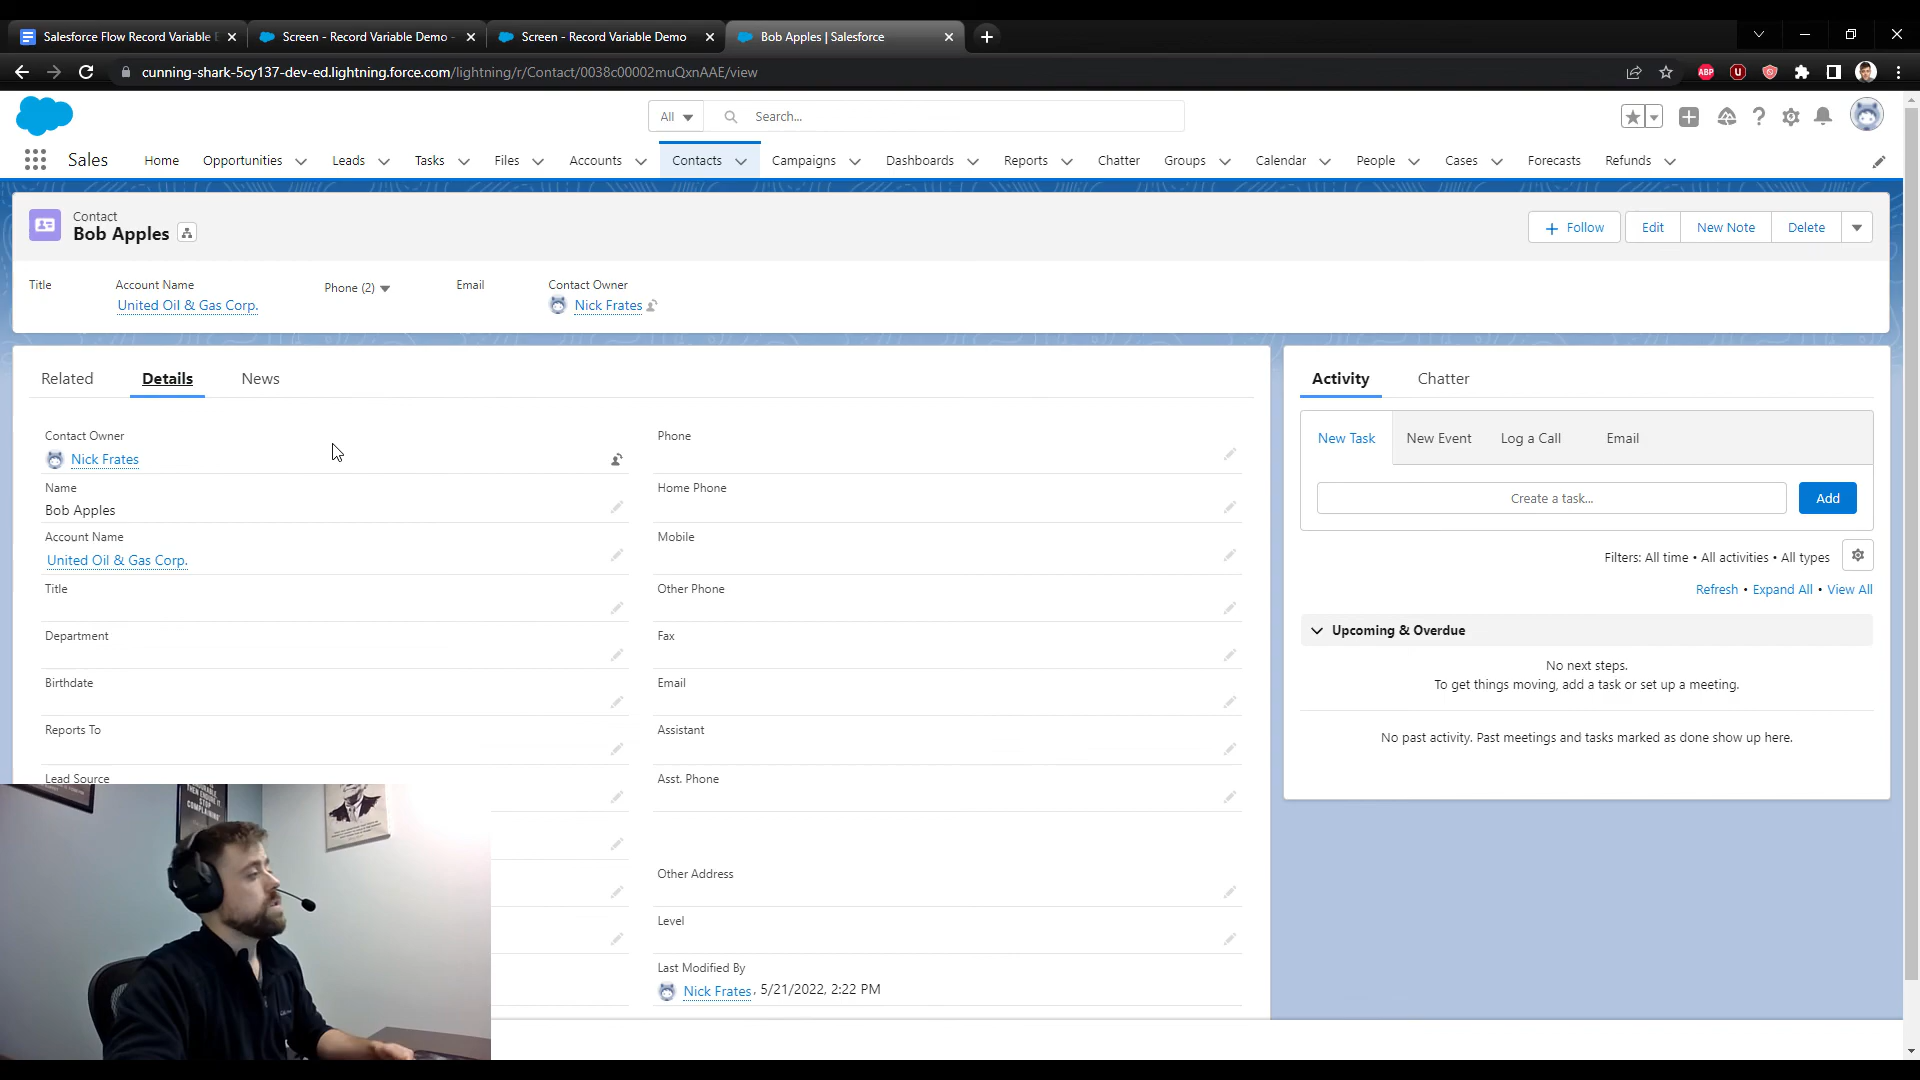 Salesforce Flow Record Variable
Screen - Record Variable Demo -
Screen - Record Variable Demo
Bob Apples | Salesforce
cunning-shark-5cy137-dev-ed.lightning.force.com/lightning/r/Contact/0038c00002muQxnAAE/view
ABP
All
Search...
Sales
Home
Opportunities
Leads
Tasks
Files
Accounts
Contacts
Campaigns
Dashboards
Reports
Chatter
Groups
Calendar
People
Cases
Forecasts
Refunds
Contact
Bob Apples
Follow
Edit
New Note
Delete
Title
Account Name
United Oil & Gas Corp.
Phone (2)
Email
Contact Owner
Nick Frates
Related
Details
News
Contact Owner
Nick Frates
Name
Bob Apples
Account Name
United Oil & Gas Corp.
Title
Department
Birthdate
Reports To
Lead Source
Phone
Home Phone
Mobile
Other Phone
Fax
Email
Assistant
Asst. Phone
Other Address
Level
Last Modified By
Nick Frates, 5/21/2022, 2:22 PM
Activity
Chatter
New Task
New Event
Log a Call
Email
Create a task...
Add
Filters: All time • All activities • All types
Refresh • Expand All • View All
Upcoming & Overdue
No next steps.
To get things moving, add a task or set up a meeting.
No past activity. Past meetings and tasks marked as done show up here.
THEN ENDURE IT.
STOP
COMPLAINING